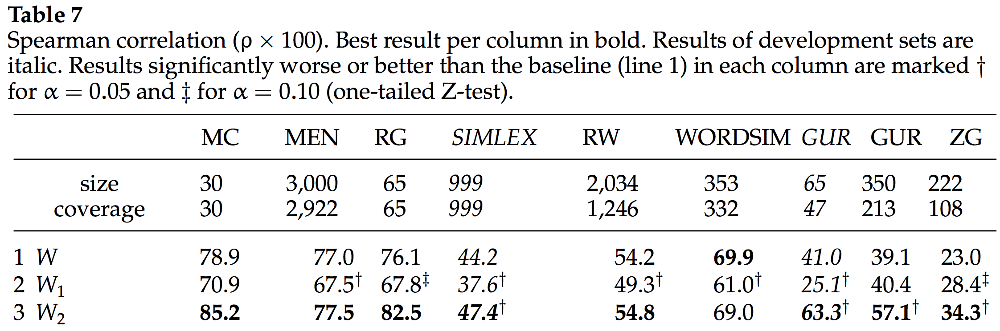 Table 7
Spearman correlation (ρ × 100). Best result per column in bold. Results of development sets are
italic. Results significantly worse or better than the baseline (line 1) in each column are marked †
for α = 0.05 and ‡ for α = 0.10 (one-tailed Z-test).
MC MEN RG SIMLEX RW WORDSIM GUR GUR ZG
size 30 3,000 65 999 2,034 353 65 350 222
coverage 30 2,922 65 999 1,246 332 47 213 108
1 W 78.9 77.0 76.1 44.2 54.2 69.9 41.0 39.1 23.0
2 W₁ 70.9 67.5† 67.8‡ 37.6† 49.3† 61.0† 25.1† 40.4 28.4‡
3 W₂ 85.2 77.5 82.5 47.4† 54.8 69.0 63.3† 57.1† 34.3†